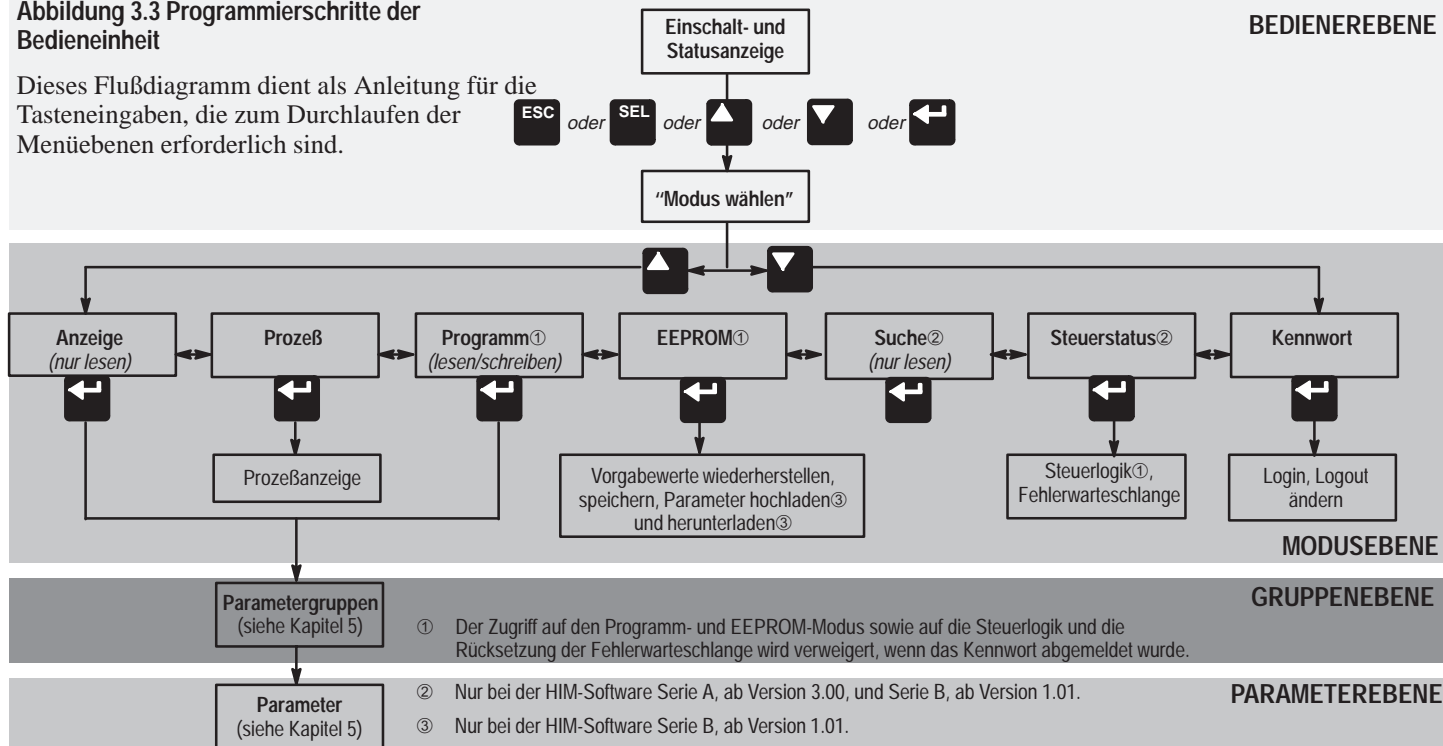 Abbildung 3.3 Programmierschritte der
Bedieneinheit
Dieses Flußdiagramm dient als Anleitung für die
Tasteneingaben, die zum Durchlaufen der
Menüebenen erforderlich sind.
BEDIENEREBENE
Einschalt- und
Statusanzeige
ESC oder SEL oder oder oder
“Modus wählen”
Anzeige
(nur lesen)
Prozeß
Programm①
(lesen/schreiben)
EEPROM①
Suche②
(nur lesen)
Steuerstatus②
Kennwort
Prozeßanzeige
Vorgabewerte wiederherstellen,
speichern, Parameter hochladen③
und herunterladen③
Steuerlogik①,
Fehlerwarteschlange
Login, Logout
ändern
MODUSEBENE
GRUPPENEBENE
Parametergruppen
(siehe Kapitel 5)
① Der Zugriff auf den Programm- und EEPROM-Modus sowie auf die Steuerlogik und die
Rücksetzung der Fehlerwarteschlange wird verweigert, wenn das Kennwort abgemeldet wurde.
PARAMETEREBENE
Parameter
(siehe Kapitel 5)
② Nur bei der HIM-Software Serie A, ab Version 3.00, und Serie B, ab Version 1.01.
③ Nur bei der HIM-Software Serie B, ab Version 1.01.